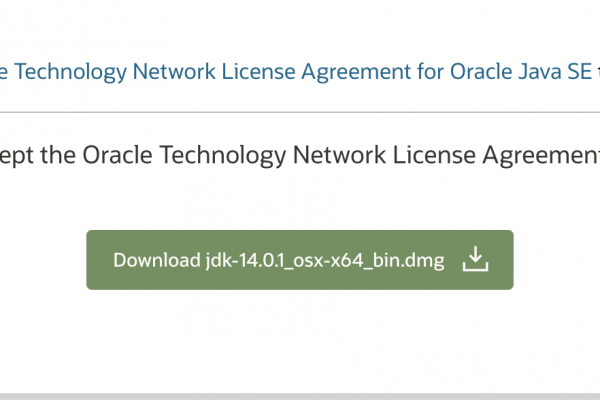 Technology Network License Agreement for Oracle Java SE
the Oracle Technology Network License Agreement
Download jdk-14.0.1_osx-x64_bin.dmg